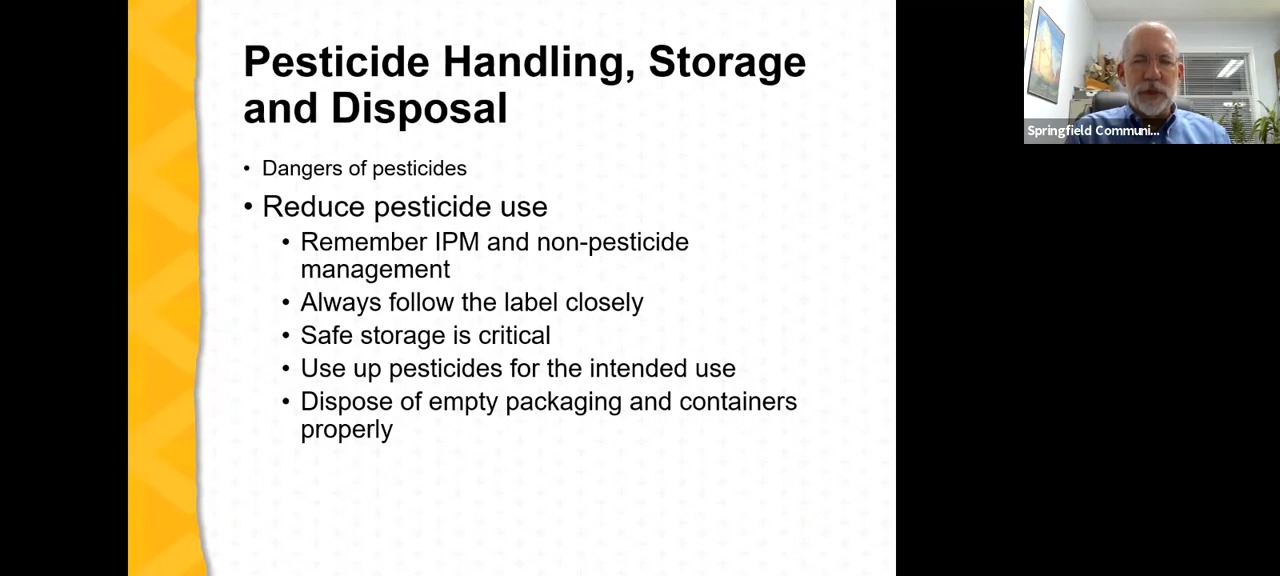 Pesticide Handling, Storage
and Disposal
• Dangers of pesticides
• Reduce pesticide use
• Remember IPM and non-pesticide
management
• Always follow the label closely
• Safe storage is critical
• Use up pesticides for the intended use
• Dispose of empty packaging and containers
properly
Springfield Communi...